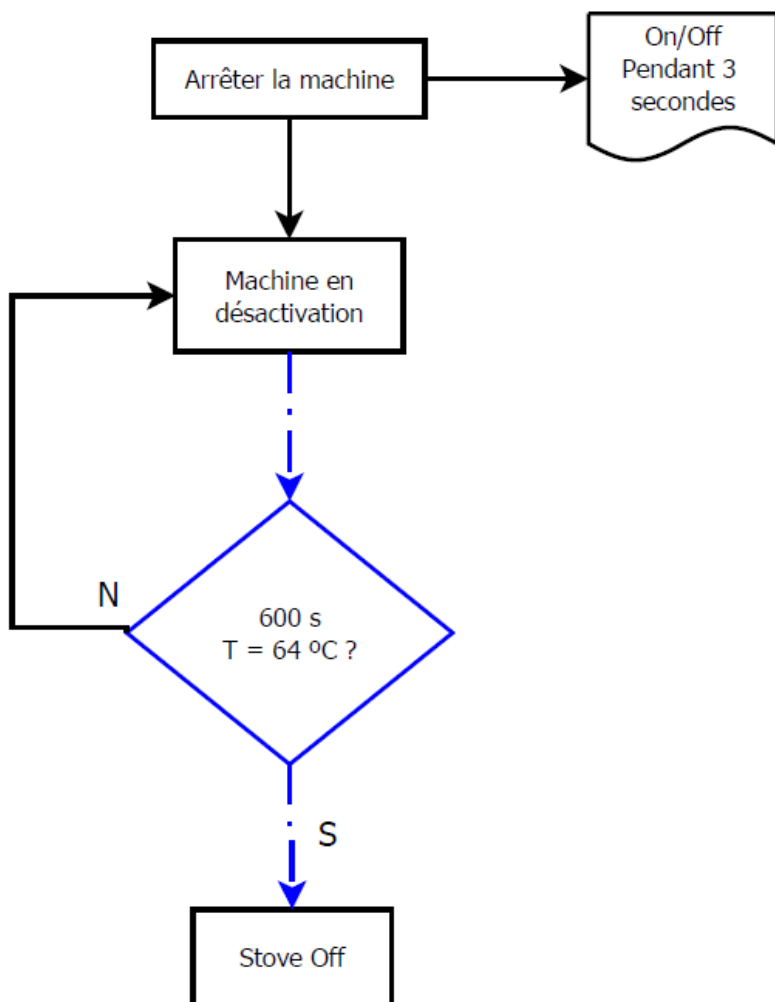 Arrêter la machine
On/Off
Pendant 3
secondes
Machine en
désactivation
N
600 s
T = 64 ºC ?
S
Stove Off